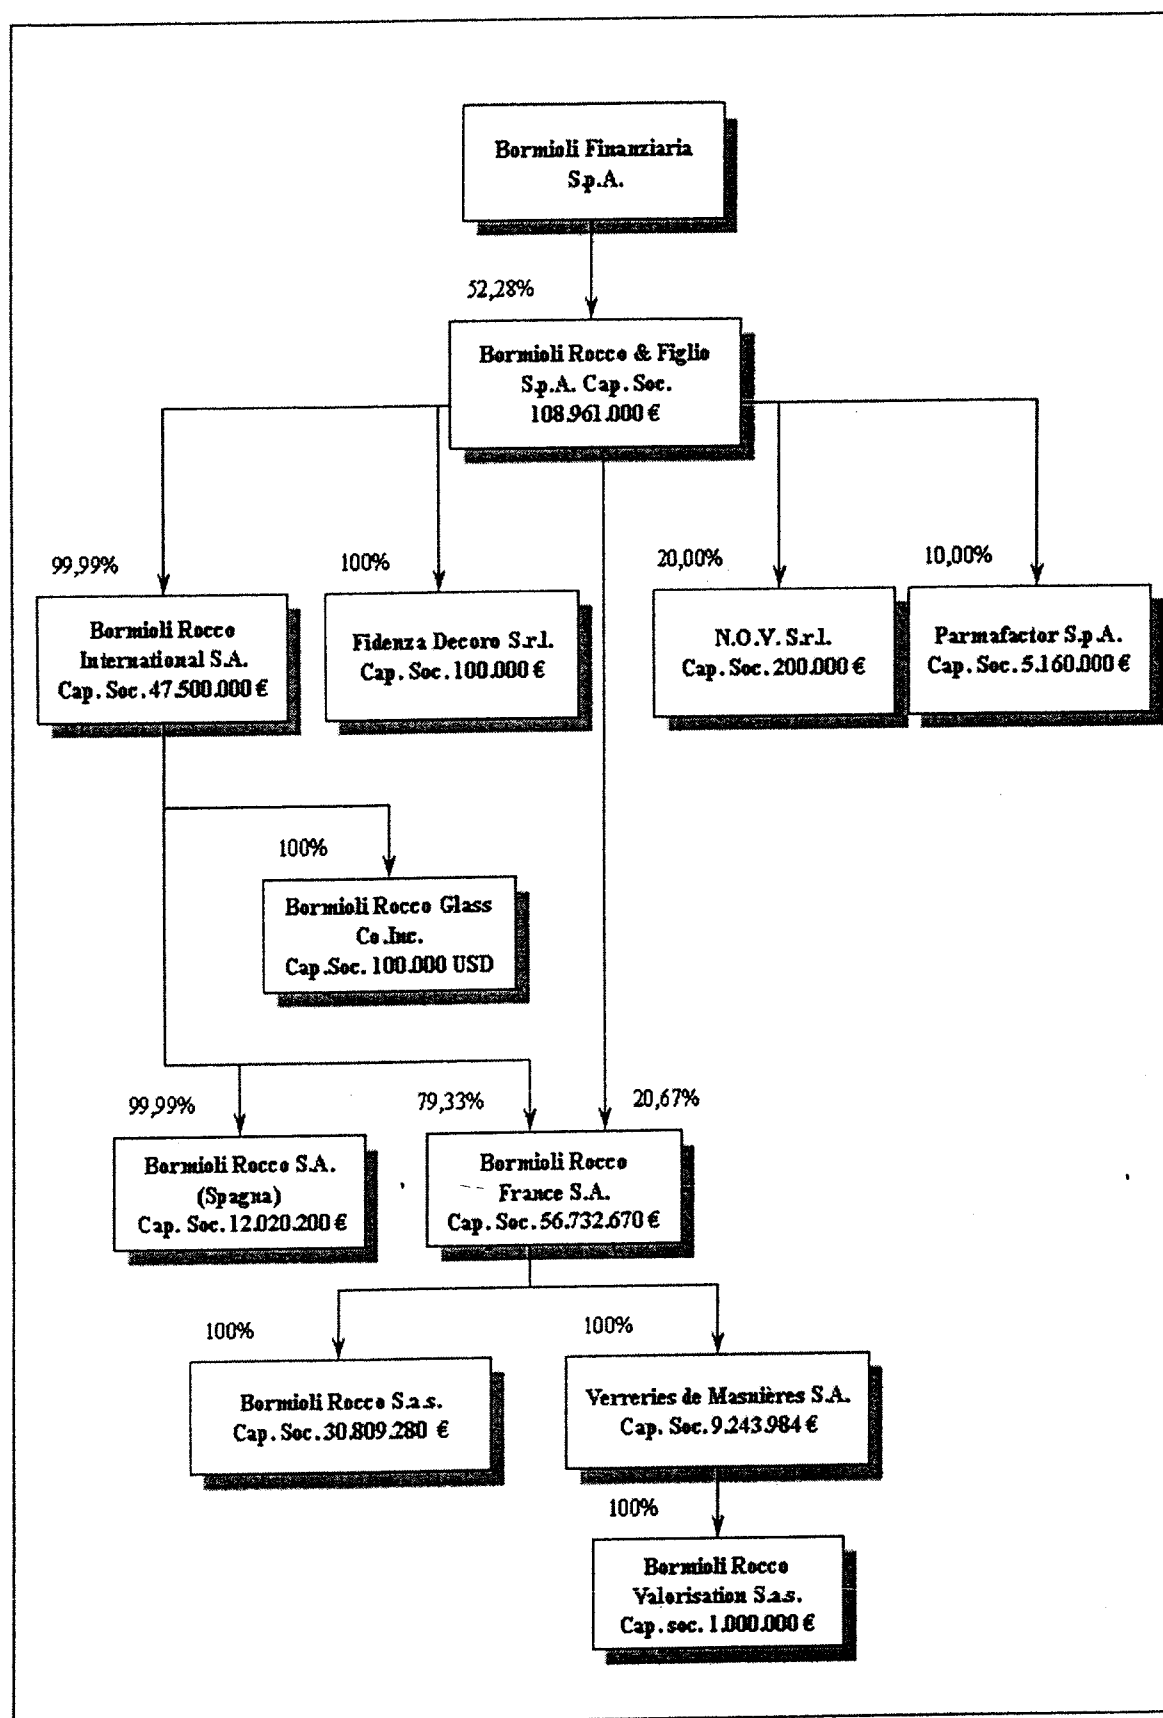 Bormioli Finanziaria
S.p.A.
52,28%
Bormioli Rocco & Figlio
S.p.A. Cap. Soc.
108.961.000 €
99,99%
100%
20,00%
10,00%
Bormioli Rocco
International S.A.
Cap. Soc. 47.500.000 €
Fidenza Decoro S.r.l.
Cap. Soc. 100.000 €
N.O.V. S.r.l.
Cap. Soc. 200.000 €
Parmafactor S.p.A.
Cap. Soc. 5.160.000 €
100%
Bormioli Rocco Glass
Co.Inc.
Cap.Soc. 100.000 USD
99,99%
79,33%
20,67%
Bormioli Rocco S.A.
(Spagna)
Cap. Soc. 12.020.200 €
Bormioli Rocco
France S.A.
Cap. Soc. 56.732.670 €
100%
100%
Bormioli Rocco S.a.s.
Cap. Soc. 30.809.280 €
Verreries de Masnières S.A.
Cap. Soc. 9.243.984 €
100%
Bormioli Rocco
Valorisation S.a.s.
Cap. soc. 1.000.000 €